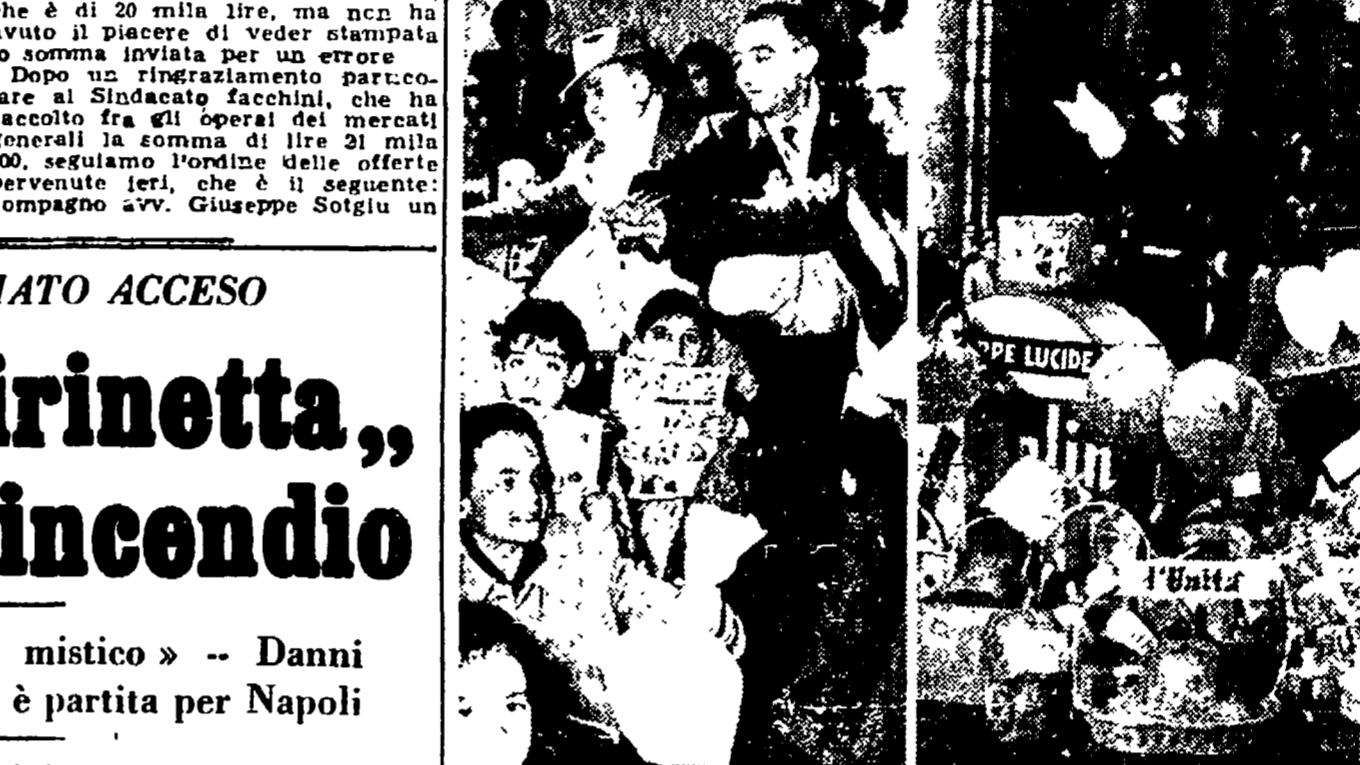 che è di 20 mila lire, ma non ha
avuto il piacere di veder stampata
o somma inviata per un errore
Dopo un ringraziamento partico-
are al Sindacato facchini, che ha
accolto fra gli operai dei mercati
generali la somma di lire 21 mila
00, seguiamo l'ordine delle offerte
pervenute ieri, che è il seguente:
ompagno avv. Giuseppe Sotgiu un
IATO ACCESO
irinetta„
incendio
mistico » -- Danni
è partita per Napoli
PPE LUCIDE
l'Unità